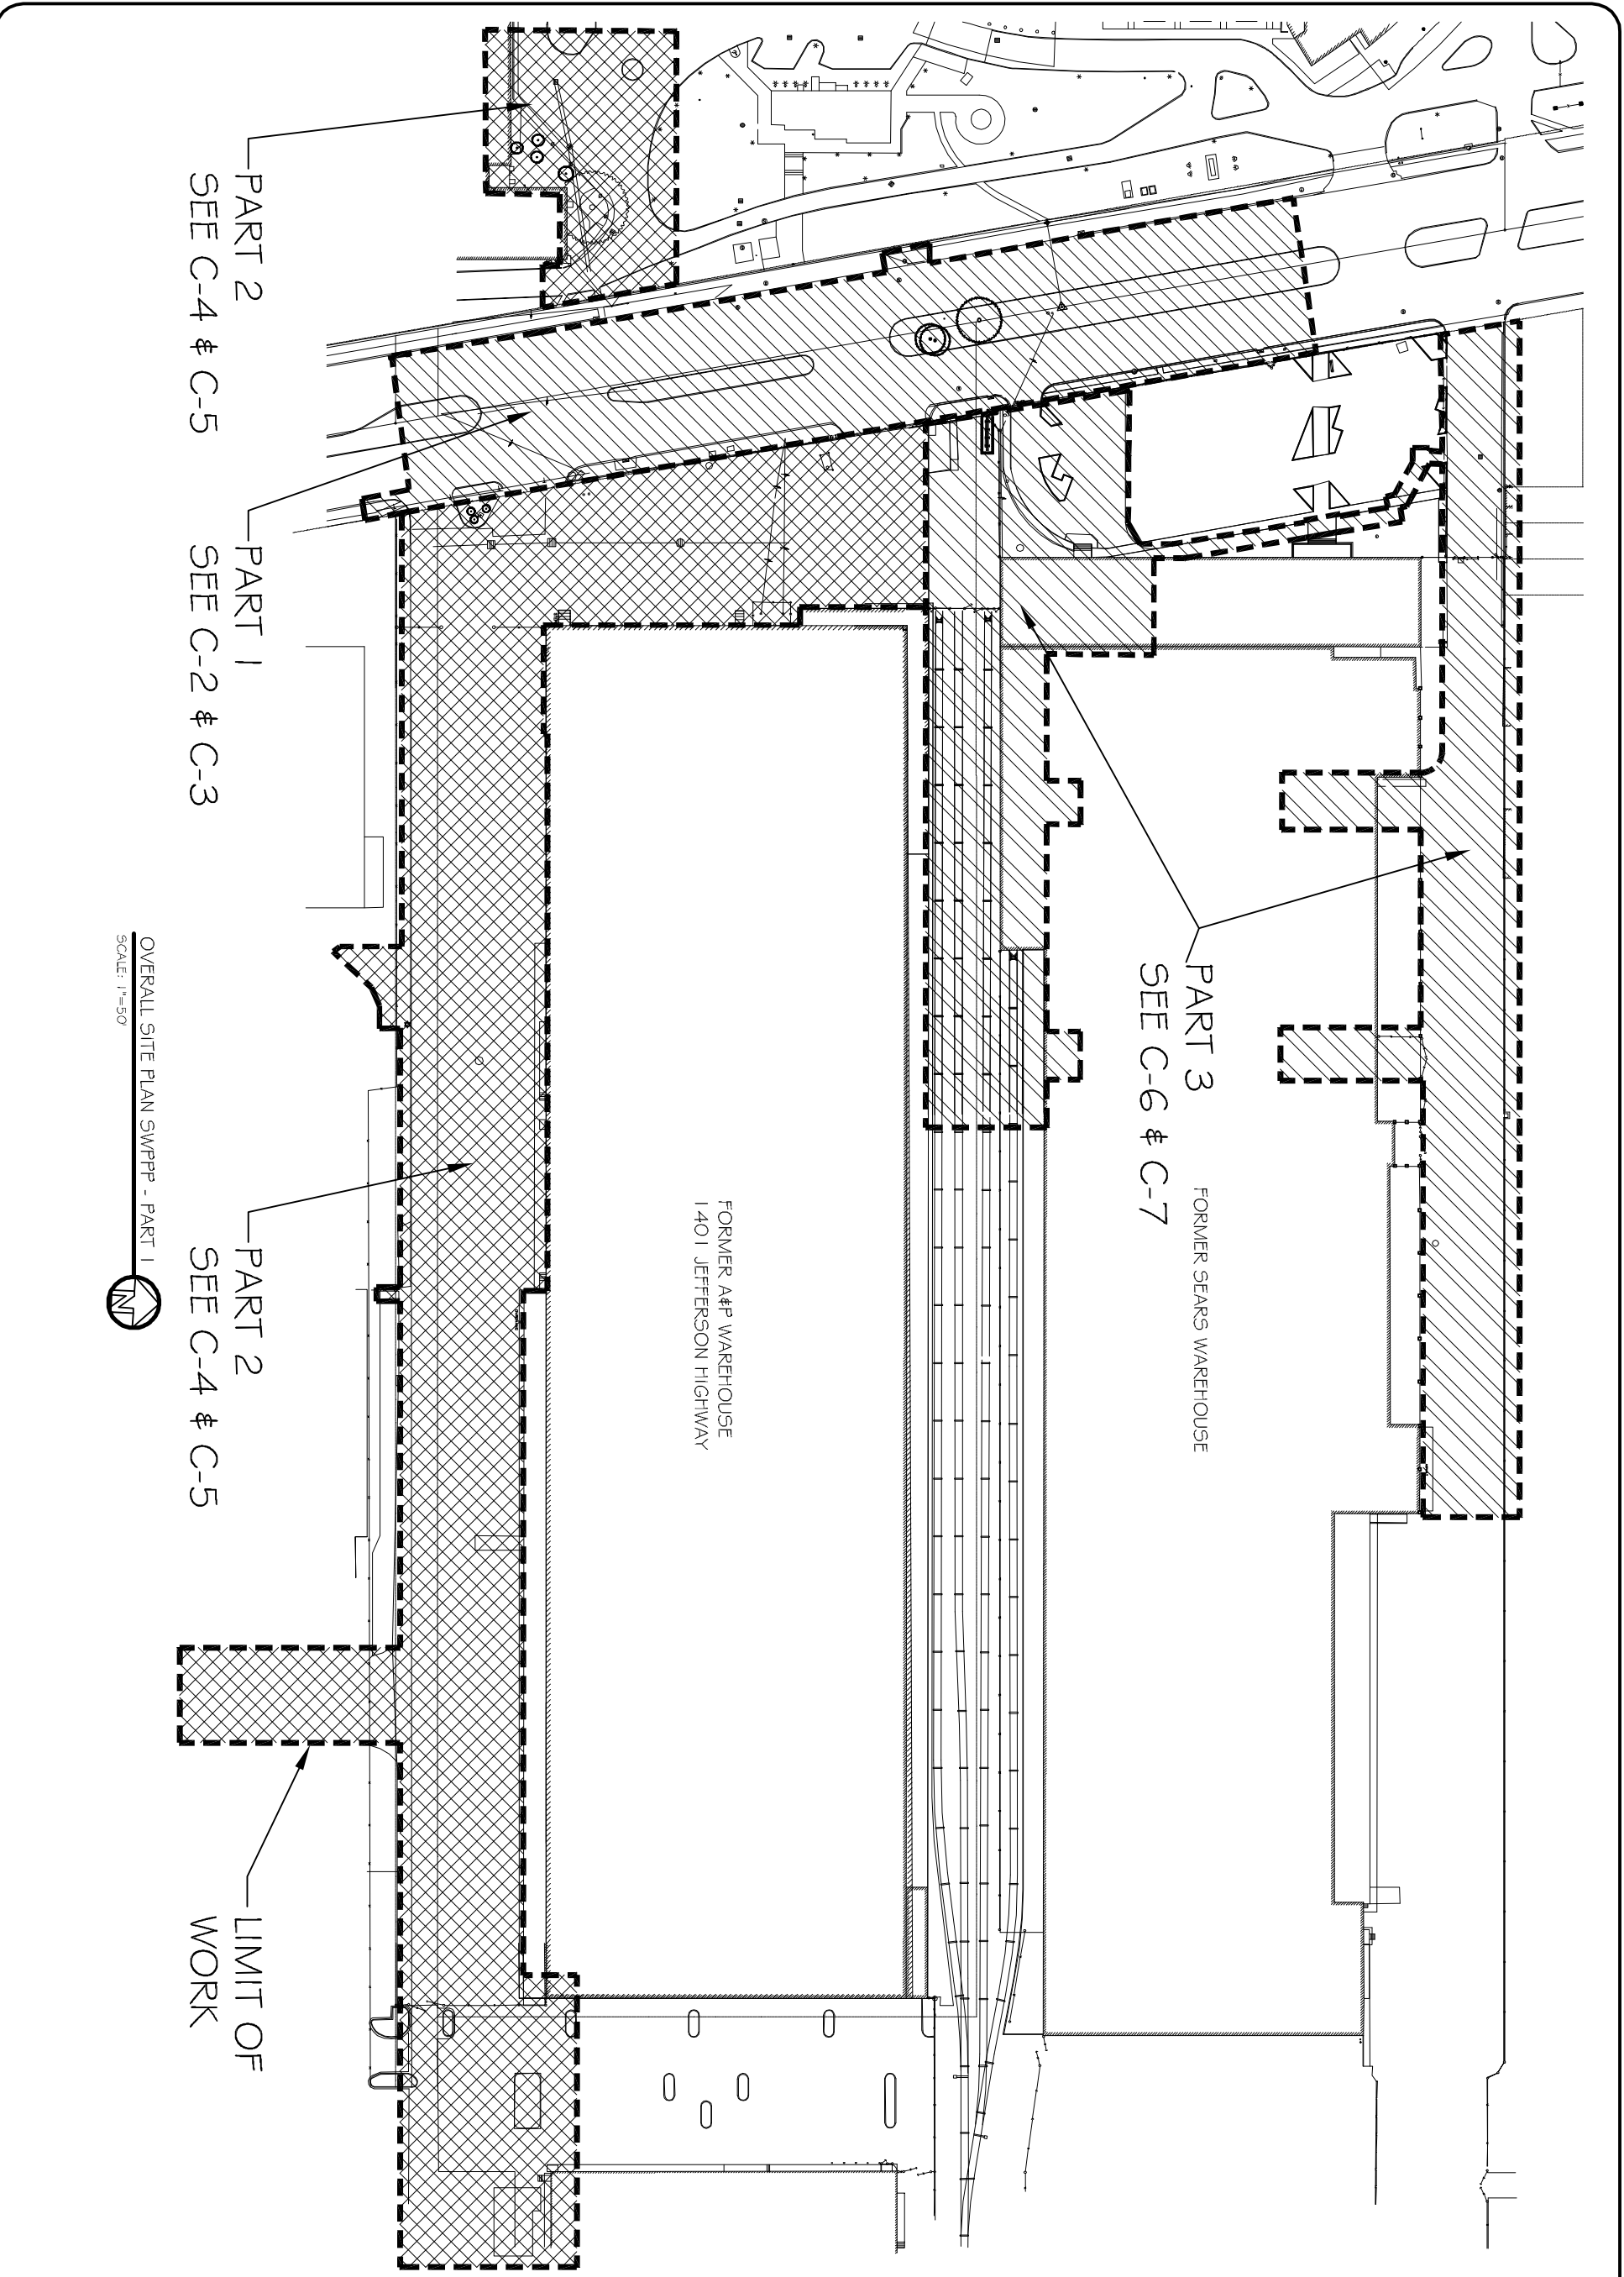 PART 3
SEE C-6 & C-7
FORMER SEARS WAREHOUSE
FORMER A&P WAREHOUSE
1401 JEFFERSON HIGHWAY
PART 2
SEE C-4 & C-5
PART 1
SEE C-2 & C-3
PART 2
SEE C-4 & C-5
LIMIT OF
WORK
OVERALL SITE PLAN SWPPP - PART 1
SCALE: 1"=50'
N